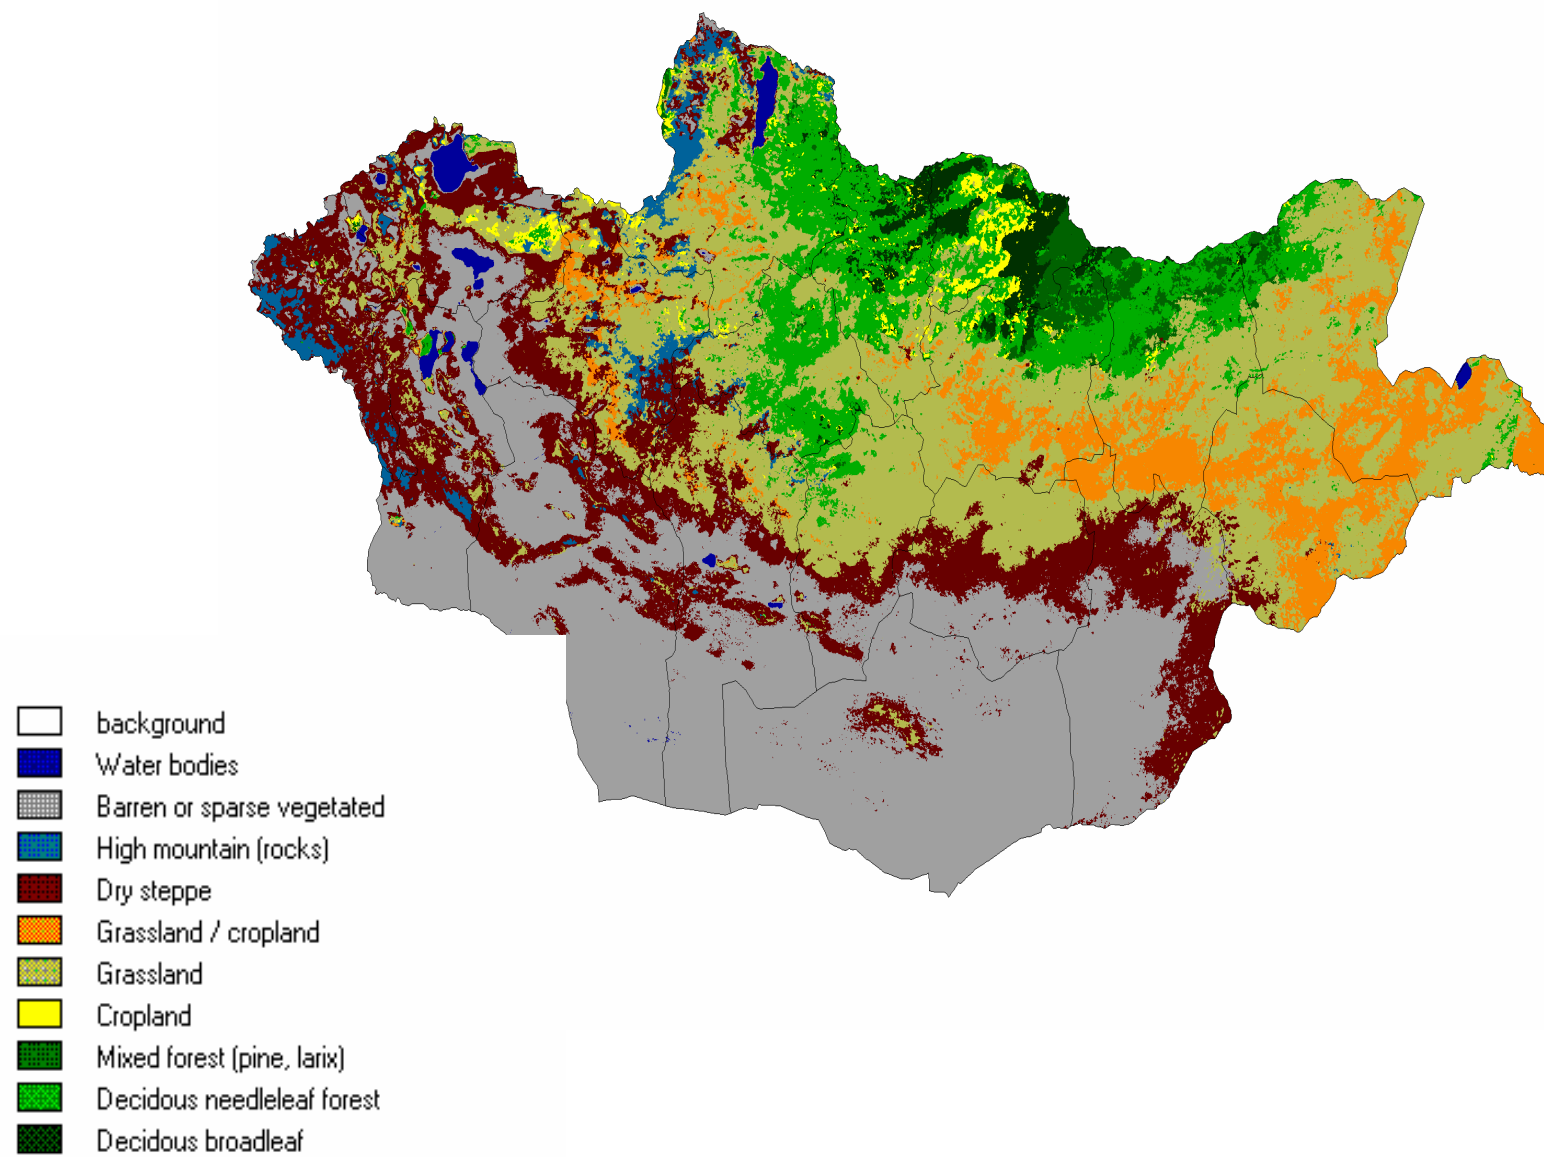 background
Water bodies
Barren or sparse vegetated
High mountain (rocks)
Dry steppe
Grassland / cropland
Grassland
Cropland
Mixed forest (pine, larix)
Decidous needleleaf forest
Decidous broadleaf